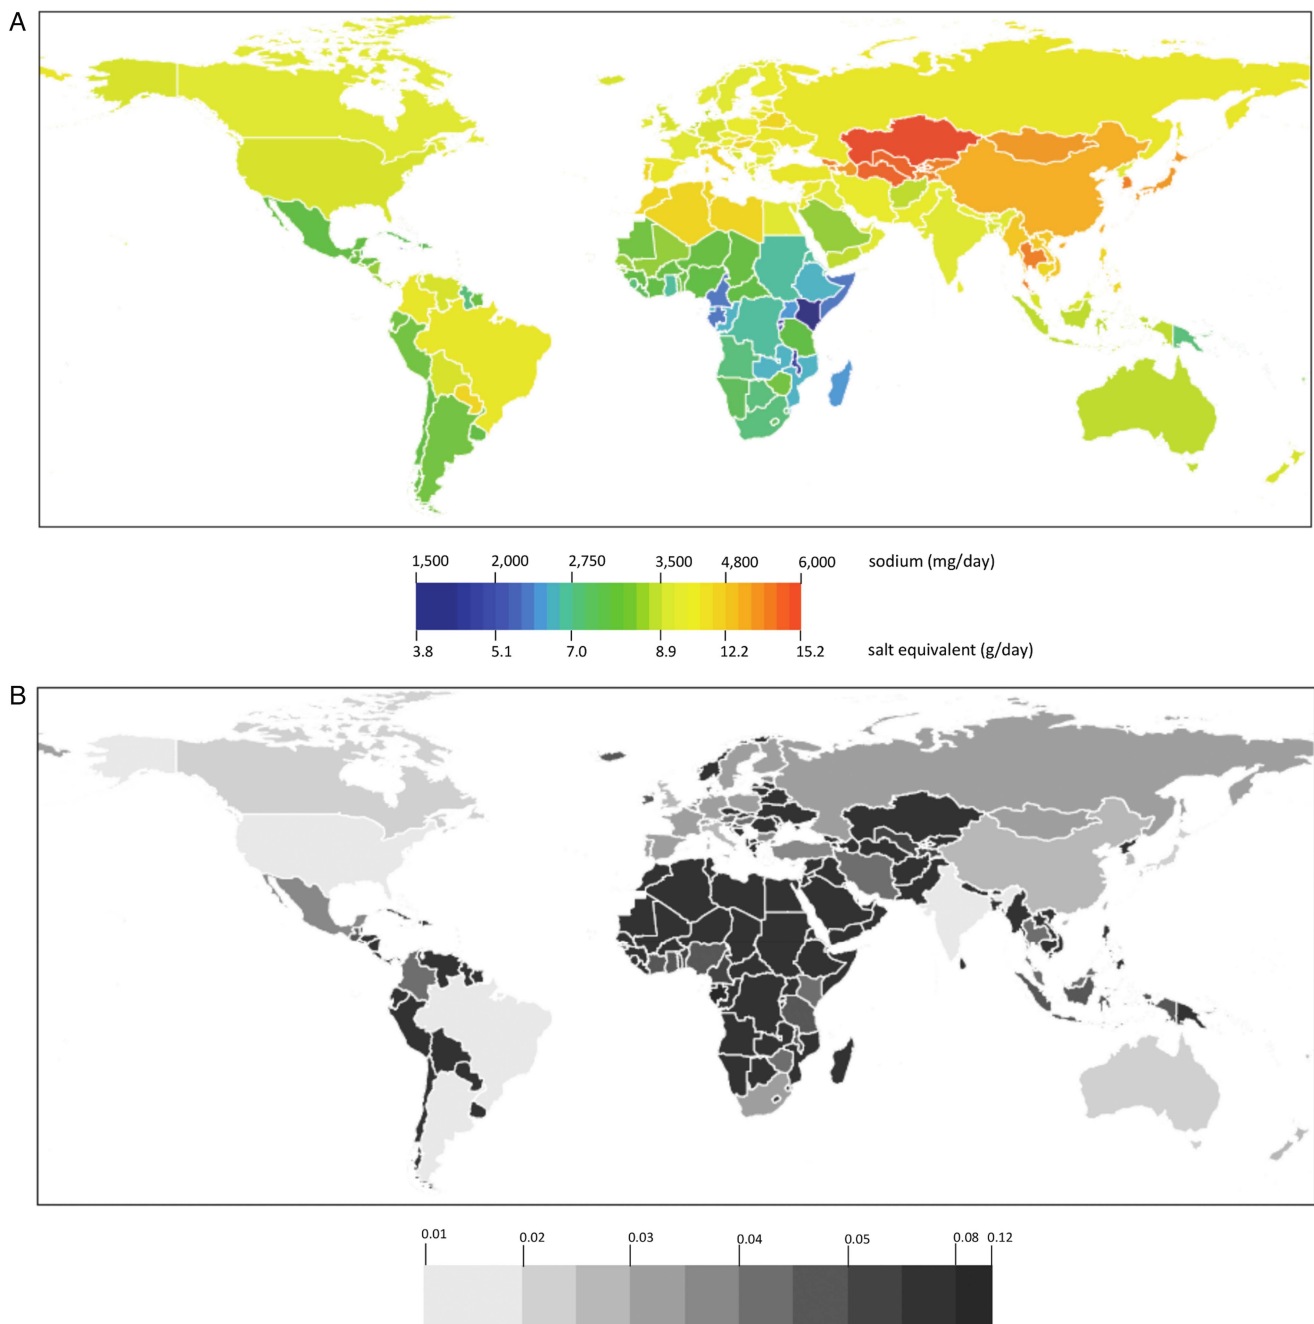 A
1,500 2,000 2,750 3,500 4,800 6,000 sodium (mg/day)
3.8 5.1 7.0 8.9 12.2 15.2 salt equivalent (g/day)
B
0.01 0.02 0.03 0.04 0.05 0.08 0.12